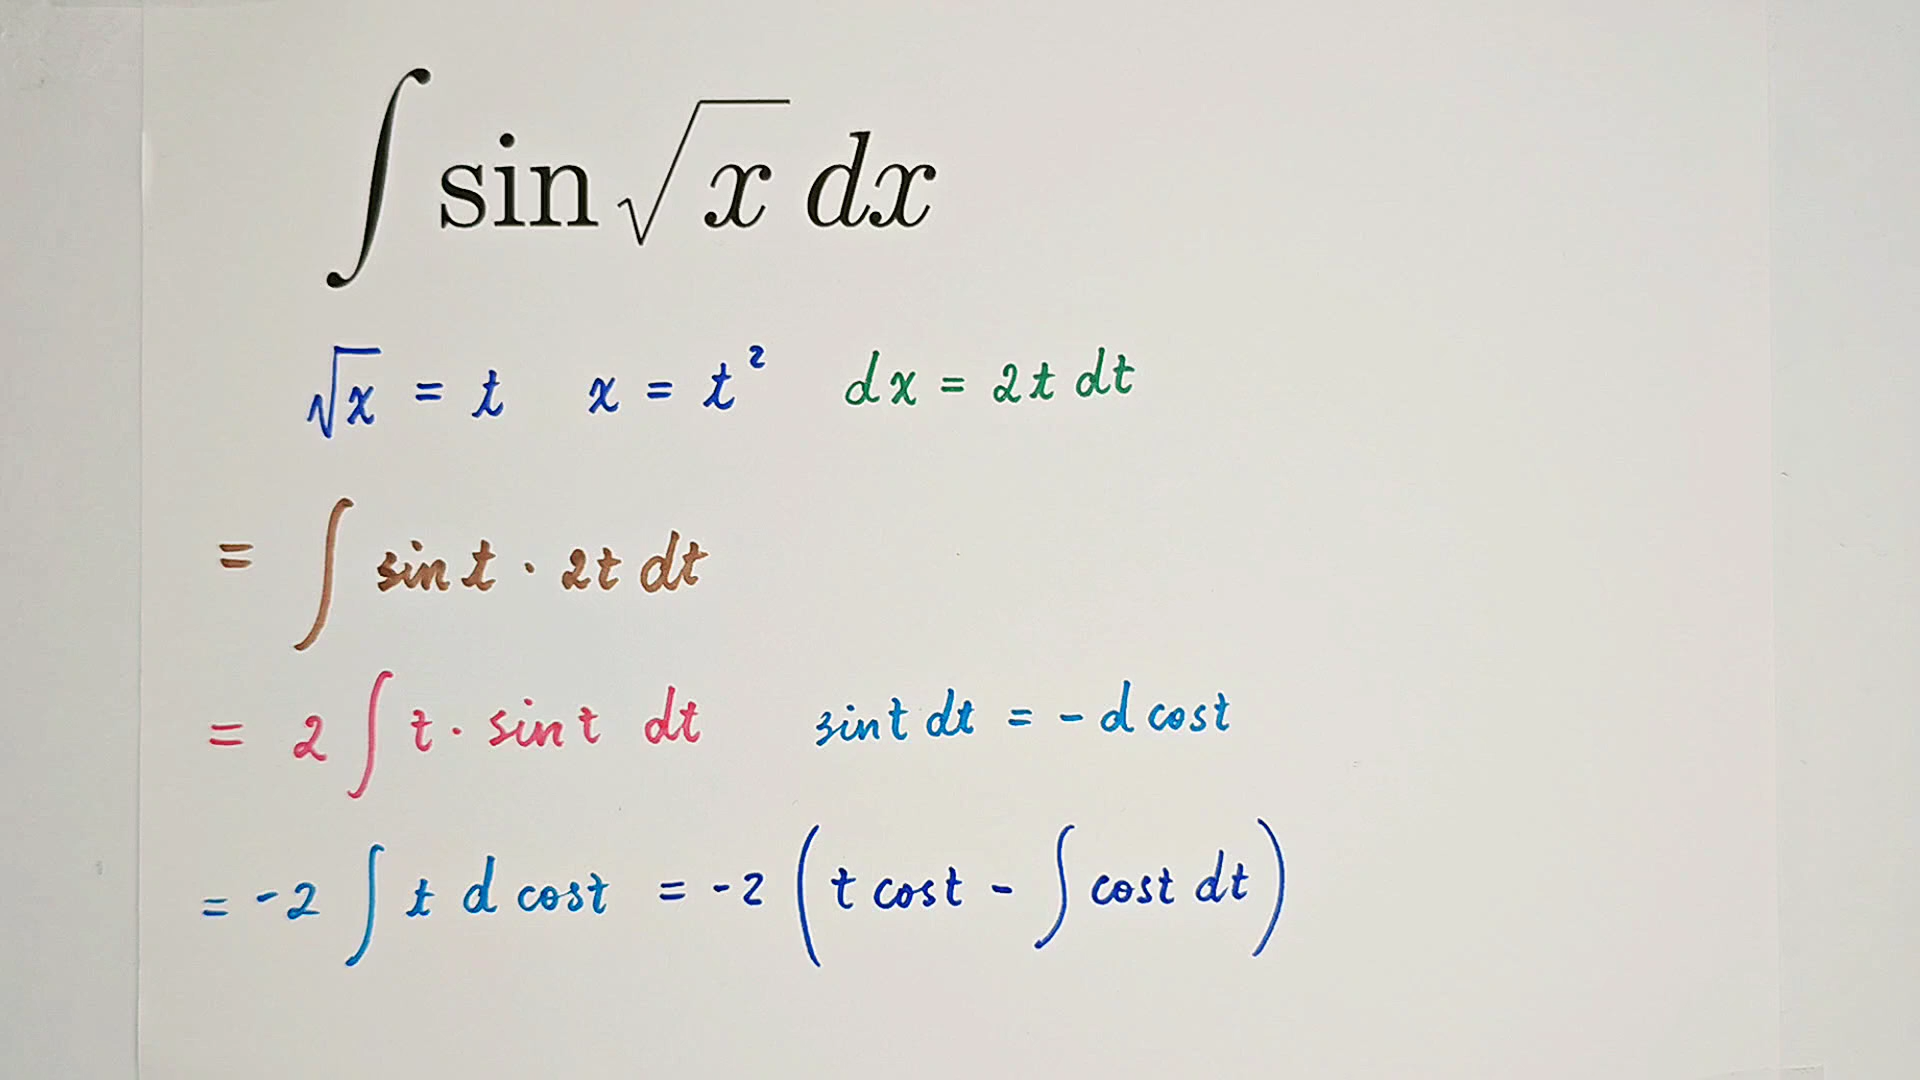 ∫ sin √x dx
√x = t x = t² dx = 2t dt
= ∫ sin t · 2t dt
= 2 ∫ t · sin t dt sin t dt = - d cos t
= -2 ∫ t d cos t = -2 ( t cos t - ∫ cos t dt )